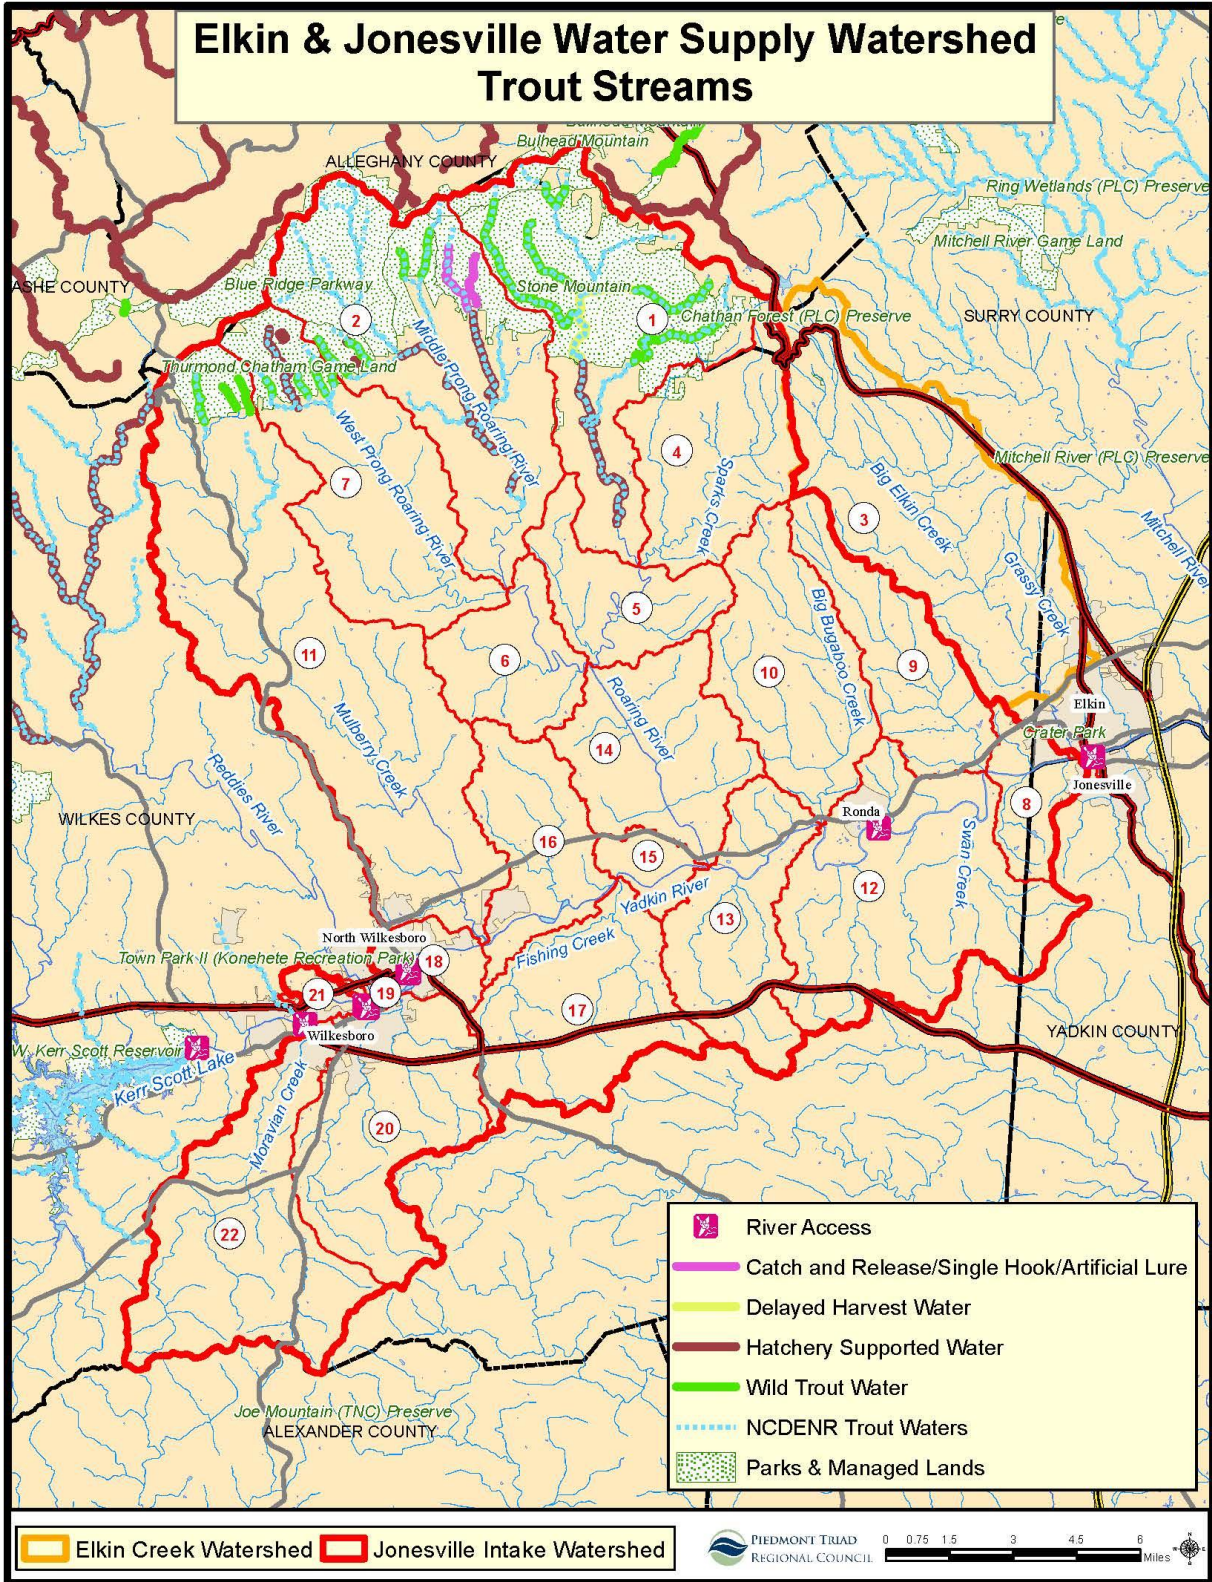 Elkin & Jonesville Water Supply Watershed
Trout Streams
Bulhead Mountain
ALLEGHANY COUNTY
Ring Wetlands (PLC) Preserve
Mitchell River Game Land
ASHE COUNTY
Blue Ridge Parkway
Stone Mountain
Chathan Forest (PLC) Preserve
SURRY COUNTY
1
2
Middle Prong Roaring River
Thurmond Chatham Game Land
West Prong Roaring River
4
Sparks Creek
Mitchell River (PLC) Preserve
7
Big Elkin Creek
3
Mitchell River
Grassy Creek
5
Big Bugaboo Creek
11
6
10
9
Roaring River
Mulberry Creek
Elkin
Crater Park
14
Reddies River
Jonesville
8
WILKES COUNTY
Ronda
16
15
Swan Creek
12
Yadkin River
13
North Wilkesboro
Fishing Creek
Town Park II (Konehete Recreation Park)
18
21
19
17
Wilkesboro
YADKIN COUNTY
W. Kerr Scott Reservoir
Kerr Scott Lake
Moravian Creek
20
22
River Access
Catch and Release/Single Hook/Artificial Lure
Delayed Harvest Water
Hatchery Supported Water
Wild Trout Water
NCDENR Trout Waters
Parks & Managed Lands
Joe Mountain (TNC) Preserve
ALEXANDER COUNTY
Elkin Creek Watershed
Jonesville Intake Watershed
PIEDMONT TRIAD
REGIONAL COUNCIL
0 0.75 1.5 3 4.5 6
Miles